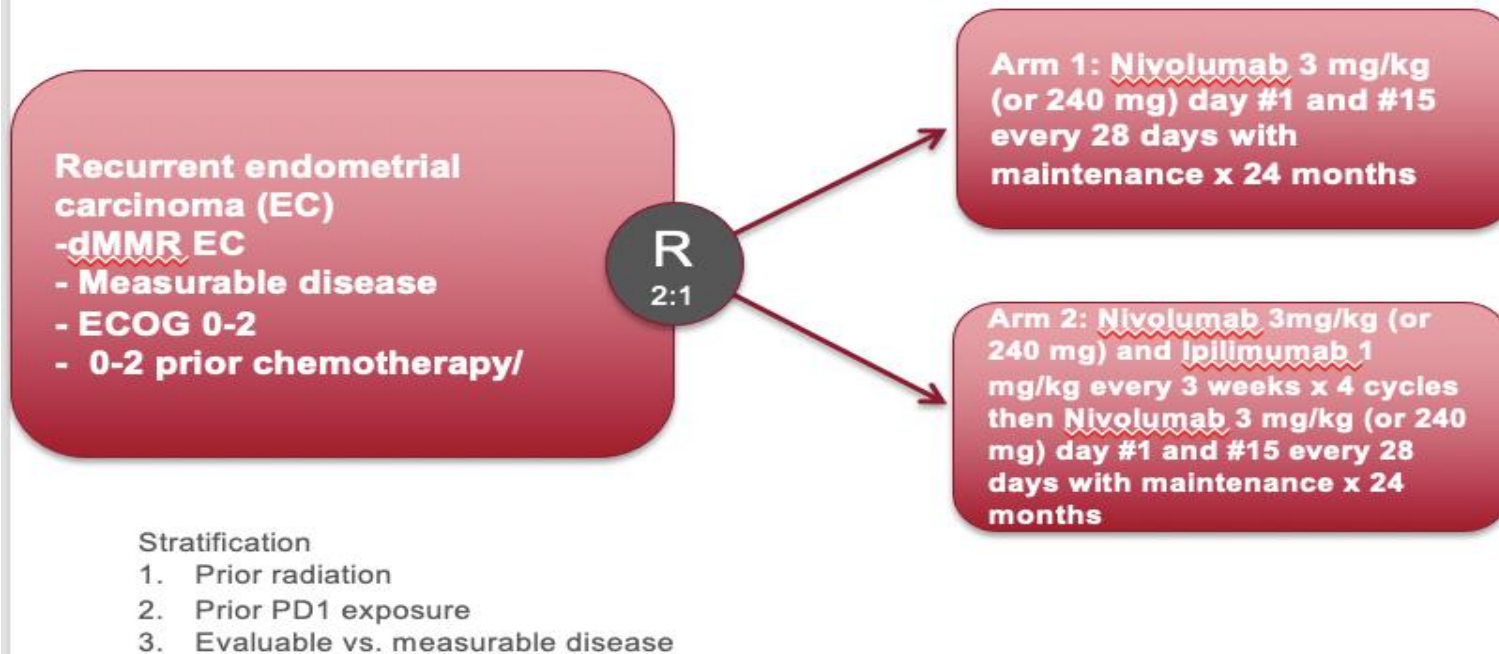 Recurrent endometrial
carcinoma (EC)
-dMMR EC
- Measurable disease
- ECOG 0-2
- 0-2 prior chemotherapy/
R
2:1
Arm 1: Nivolumab 3 mg/kg
(or 240 mg) day #1 and #15
every 28 days with
maintenance x 24 months
Arm 2: Nivolumab 3mg/kg (or
240 mg) and Ipilimumab 1
mg/kg every 3 weeks x 4 cycles
then Nivolumab 3 mg/kg (or 240
mg) day #1 and #15 every 28
days with maintenance x 24
months
Stratification
1. Prior radiation
2. Prior PD1 exposure
3. Evaluable vs. measurable disease